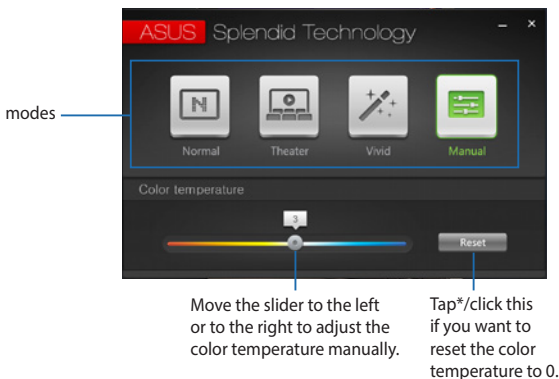 ASUS Splendid Technology
modes
N
Normal Theater Vivid Manual
Color temperature
3
Reset
Move the slider to the left
or to the right to adjust the
color temperature manually.
Tap*/click this
if you want to
reset the color
temperature to 0.